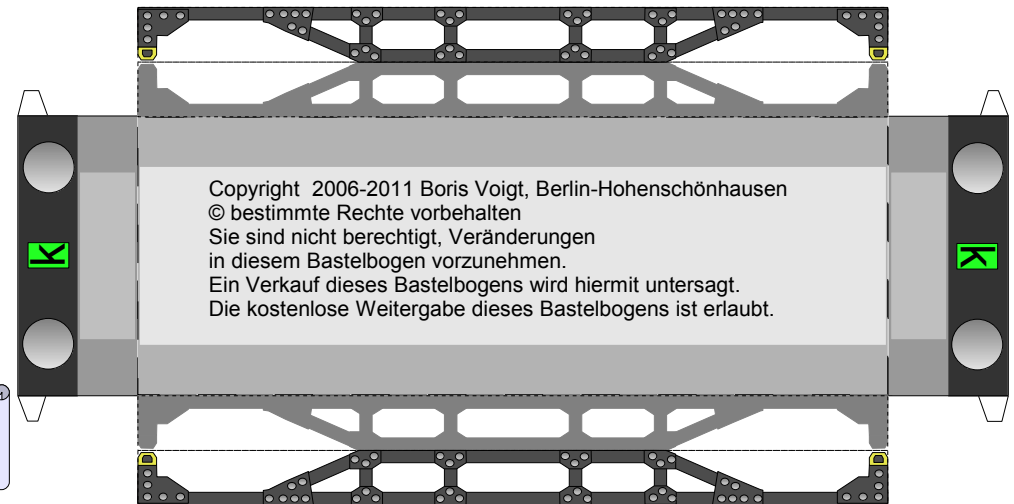 Copyright  2006-2011 Boris Voigt, Berlin-Hohenschönhausen
© bestimmte Rechte vorbehalten
Sie sind nicht berechtigt, Veränderungen
in diesem Bastelbogen vorzunehmen.
Ein Verkauf dieses Bastelbogens wird hiermit untersagt.
Die kostenlose Weitergabe dieses Bastelbogens ist erlaubt.
K
K